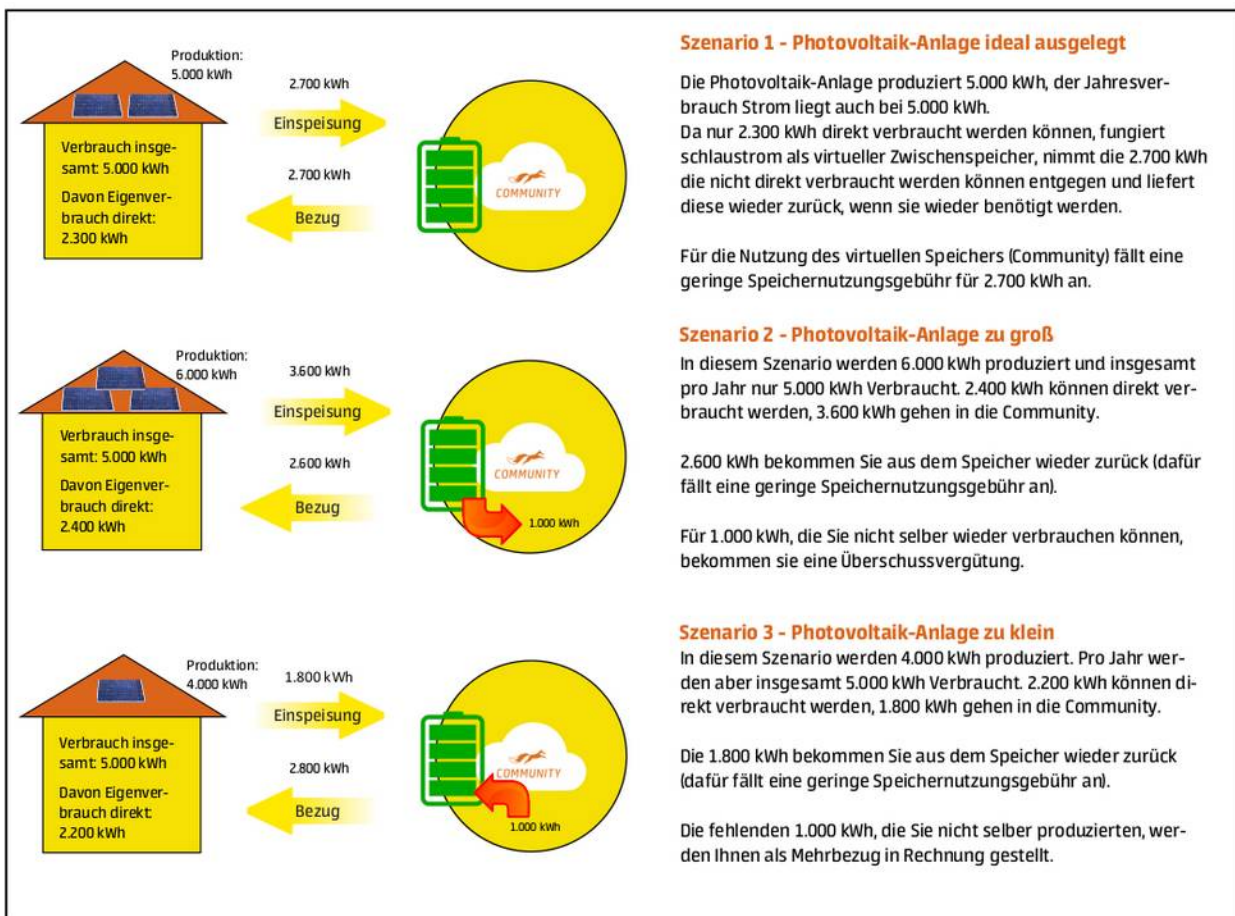 Produktion:
5.000 kWh
2.700 kWh
Einspeisung
Verbrauch insge-
samt: 5.000 kWh
Davon Eigenver-
brauch direkt:
2.300 kWh
2.700 kWh
Bezug
COMMUNITY
Szenario 1 - Photovoltaik-Anlage ideal ausgelegt
Die Photovoltaik-Anlage produziert 5.000 kWh, der Jahresver-
brauch Strom liegt auch bei 5.000 kWh.
Da nur 2.300 kWh direkt verbraucht werden können, fungiert
schlaustrom als virtueller Zwischenspeicher, nimmt die 2.700 kWh
die nicht direkt verbraucht werden können entgegen und liefert
diese wieder zurück, wenn sie wieder benötigt werden.
Für die Nutzung des virtuellen Speichers (Community) fällt eine
geringe Speichernutzungsgebühr für 2.700 kWh an.
Produktion:
6.000 kWh
3.600 kWh
Einspeisung
Verbrauch insge-
samt: 5.000 kWh
Davon Eigenver-
brauch direkt:
2.400 kWh
2.600 kWh
Bezug
COMMUNITY
1.000 kWh
Szenario 2 - Photovoltaik-Anlage zu groß
In diesem Szenario werden 6.000 kWh produziert und insgesamt
pro Jahr nur 5.000 kWh Verbraucht. 2.400 kWh können direkt ver-
braucht werden, 3.600 kWh gehen in die Community.
2.600 kWh bekommen Sie aus dem Speicher wieder zurück (dafür
fällt eine geringe Speichernutzungsgebühr an).
Für 1.000 kWh, die Sie nicht selber wieder verbrauchen können,
bekommen sie eine Überschussvergütung.
Produktion:
4.000 kWh
1.800 kWh
Einspeisung
Verbrauch insge-
samt: 5.000 kWh
Davon Eigenver-
brauch direkt:
2.200 kWh
2.800 kWh
Bezug
COMMUNITY
1.000 kWh
Szenario 3 - Photovoltaik-Anlage zu klein
In diesem Szenario werden 4.000 kWh produziert. Pro Jahr wer-
den aber insgesamt 5.000 kWh Verbraucht. 2.200 kWh können di-
rekt verbraucht werden, 1.800 kWh gehen in die Community.
Die 1.800 kWh bekommen Sie aus dem Speicher wieder zurück
(dafür fällt eine geringe Speichernutzungsgebühr an).
Die fehlenden 1.000 kWh, die Sie nicht selber produzierten, wer-
den Ihnen als Mehrbezug in Rechnung gestellt.